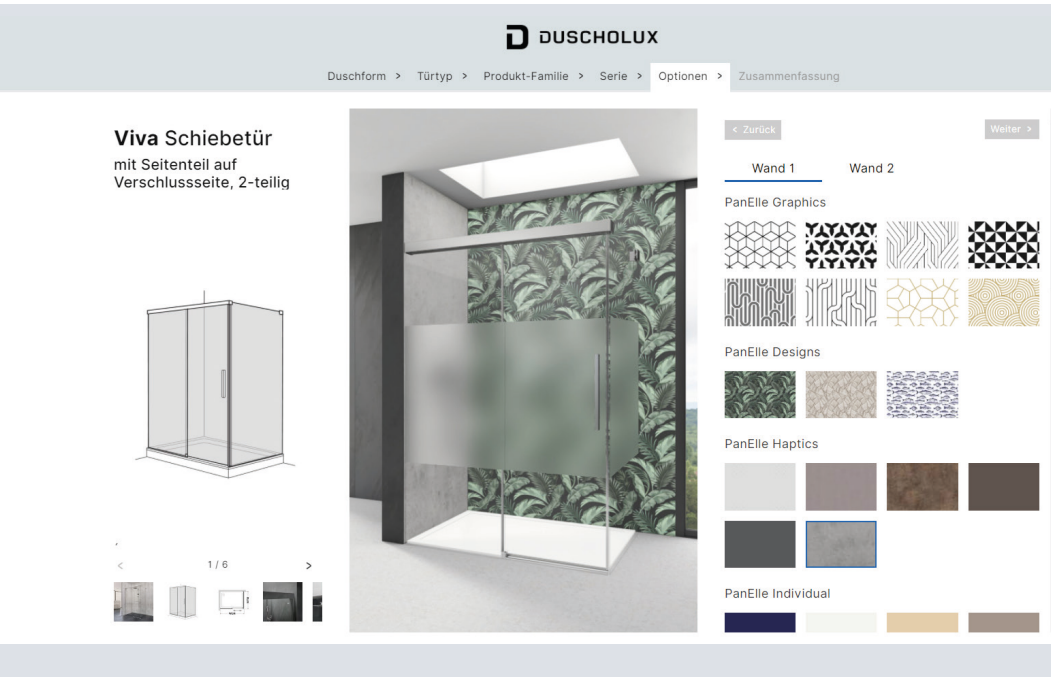 DUSCHOLUX
Duschform > Türtyp > Produkt-Familie > Serie > Optionen > Zusammenfassung
Viva Schiebetür
mit Seitenteil auf
Verschlussseite, 2-teilig
< 1 / 6 >
< Zurück
Weiter >
Wand 1 Wand 2
PanElle Graphics
PanElle Designs
PanElle Haptics
PanElle Individual